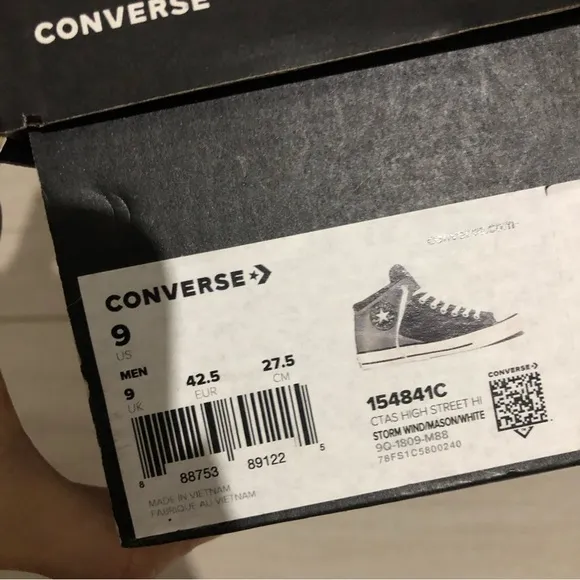 CONVERSE
CONVERSE
9
US
MEN
9
UK
42.5
EUR
27.5
CM
8 88753 89122 5
MADE IN VIETNAM
FABRIQUÉ AU VIETNAM
154841C
CTAS HIGH STREET HI
STORM WIND/MASON/WHITE
9Q-1809-MB8
78FS1C5800240
CONVERSE